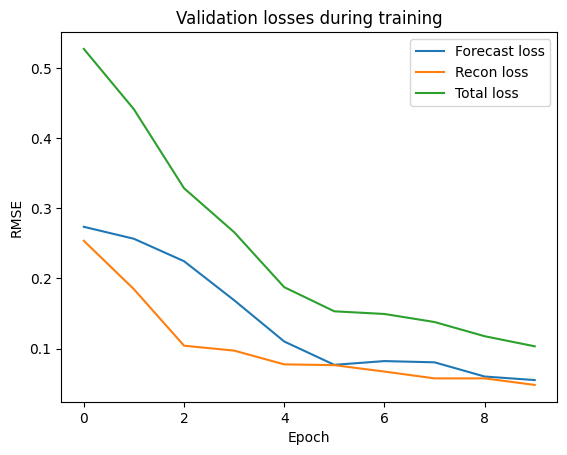 Validation losses during training
Forecast loss
Recon loss
Total loss
0.5
0.4
0.3
0.2
0.1
RMSE
0 2 4 6 8
Epoch